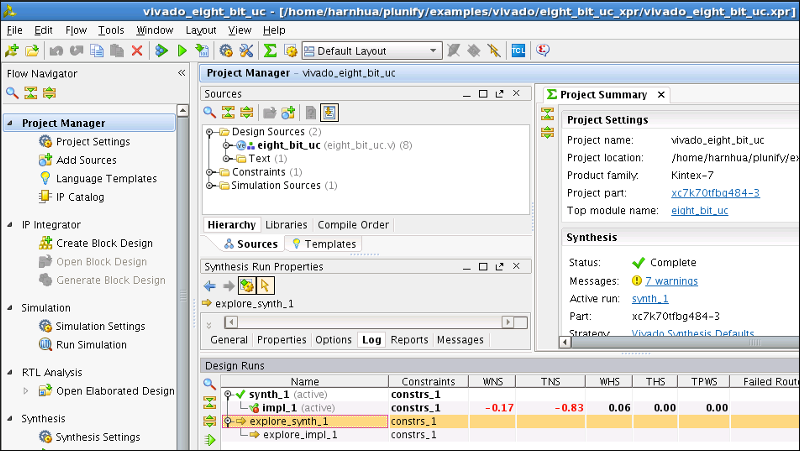 vivado_eight_bit_uc - [/home/harnhua/plunify/examples/vivado/eight_bit_uc_xpr/vivado_eight_bit_uc.xpr]
File Edit Flow Tools Window Layout View Help
Default Layout
TCL
Flow Navigator
Project Manager
Project Settings
Add Sources
Language Templates
IP Catalog
IP Integrator
Create Block Design
Open Block Design
Generate Block Design
Simulation
Simulation Settings
Run Simulation
RTL Analysis
Open Elaborated Design
Synthesis
Synthesis Settings
Project Manager - vivado_eight_bit_uc
Sources
Design Sources (2)
eight_bit_uc (eight_bit_uc.v) (8)
Text (1)
Constraints (1)
Simulation Sources (1)
Hierarchy Libraries Compile Order
Sources Templates
Synthesis Run Properties
explore_synth_1
General Properties Options Log Reports Messages
Project Summary
Project Settings
Project name: vivado_eight_bit_uc
Project location: /home/harnhua/plunify/
Product family: Kintex-7
Project part: xc7k70tfbg484-3
Top module name: eight_bit_uc
Synthesis
Status: Complete
Messages: 7 warnings
Active run: synth_1
Part: xc7k70tfbg484-3
Strategy: Vivado Synthesis Defaults
Design Runs
Name Constraints WNS TNS WHS THS TPWS Failed Route
synth_1 (active) constrs_1
impl_1 (active) constrs_1 -0.17 -0.83 0.06 0.00 0.00
explore_synth_1 constrs_1
explore_impl_1 constrs_1